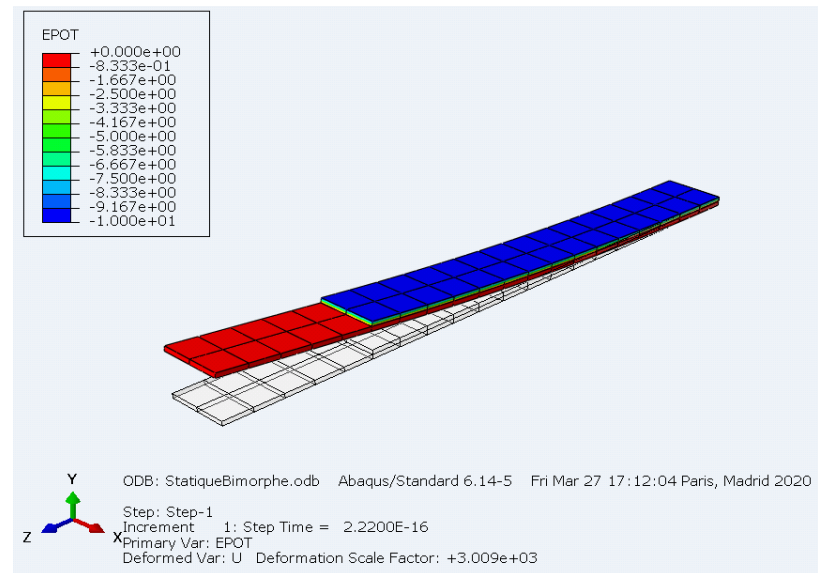 EPOT
+0.000e+00
-8.333e-01
-1.667e+00
-2.500e+00
-3.333e+00
-4.167e+00
-5.000e+00
-5.833e+00
-6.667e+00
-7.500e+00
-8.333e+00
-9.167e+00
-1.000e+01
Y
Z
X
ODB: StatiqueBimorphe.odb Abaqus/Standard 6.14-5 Fri Mar 27 17:12:04 Paris, Madrid 2020
Step: Step-1
Increment 1: Step Time = 2.2200E-16
Primary Var: EPOT
Deformed Var: U Deformation Scale Factor: +3.009e+03